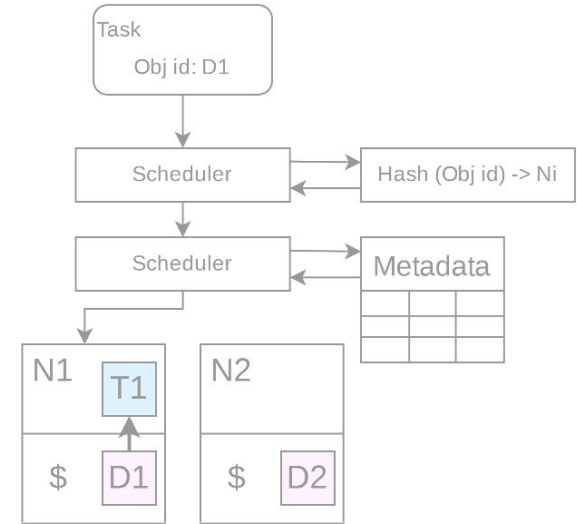 Task
Obj id: D1
Scheduler
Hash (Obj id) -> Ni
Scheduler
Metadata
N1
T1
N2
$
D1
$
D2